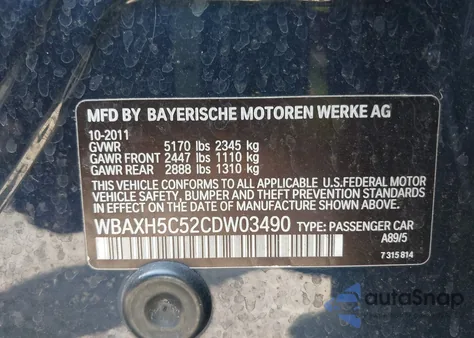 MFD BY BAYERISCHE MOTOREN WERKE AG
10-2011
GVWR 5170 lbs 2345 kg
GAWR FRONT 2447 lbs 1110 kg
GAWR REAR 2888 lbs 1310 kg
THIS VEHICLE CONFORMS TO ALL APPLICABLE U.S.FEDERAL MOTOR
VEHICLE SAFETY, BUMPER AND THEFT PREVENTION STANDARDS
IN EFFECT ON THE DATE OF MANUFACTURE SHOWN ABOVE.
WBAXH5C52CDW03490 TYPE: PASSENGER CAR
A89/5
7 315 814
autoSnap